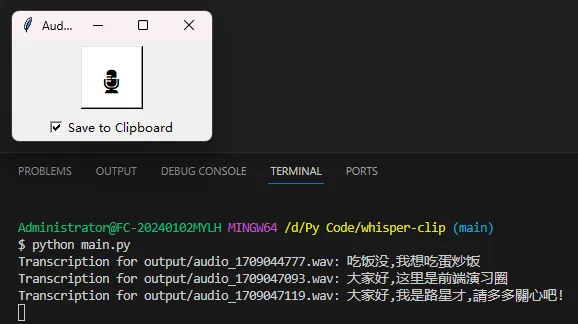 Aud...
Save to Clipboard
PROBLEMS OUTPUT DEBUG CONSOLE TERMINAL PORTS
Administrator@FC-20240102MYLH MINGW64 /d/Py Code/whisper-clip (main)
$ python main.py
Transcription for output/audio_1709044777.wav: 吃饭没,我想吃蛋炒饭
Transcription for output/audio_1709047093.wav: 大家好,这里是前端演习圈
Transcription for output/audio_1709047119.wav: 大家好,我是路星才,請多多關心吧!